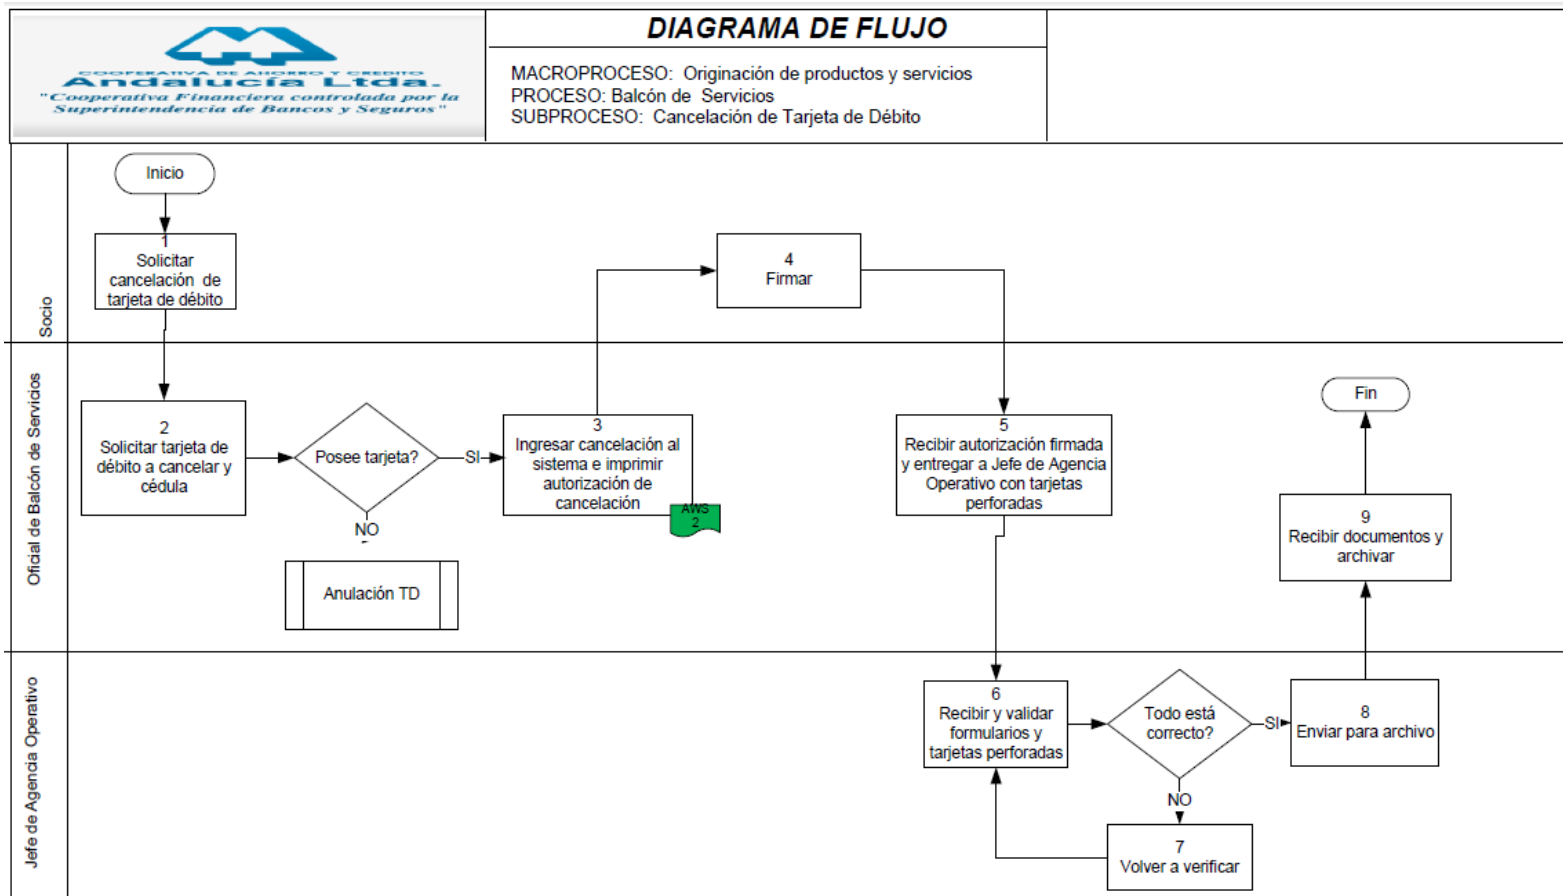 COOPERATIVA DE AHORRO Y CREDITO
Andalucía Ltda.
"Cooperativa Financiera controlada por la
Superintendencia de Bancos y Seguros"
DIAGRAMA DE FLUJO
MACROPROCESO: Originación de productos y servicios
PROCESO: Balcón de Servicios
SUBPROCESO: Cancelación de Tarjeta de Débito
Socio
Inicio
1
Solicitar
cancelación de
tarjeta de débito
4
Firmar
Oficial de Balcón de Servicios
2
Solicitar tarjeta de
débito a cancelar y
cédula
Posee tarjeta?
SI
NO
Anulación TD
3
Ingresar cancelación al
sistema e imprimir
autorización de
cancelación
AWS
2
5
Recibir autorización firmada
y entregar a Jefe de Agencia
Operativo con tarjetas
perforadas
Fin
9
Recibir documentos y
archivar
Jefe de Agencia Operativo
6
Recibir y validar
formularios y
tarjetas perforadas
Todo está
correcto?
SI
NO
7
Volver a verificar
8
Enviar para archivo